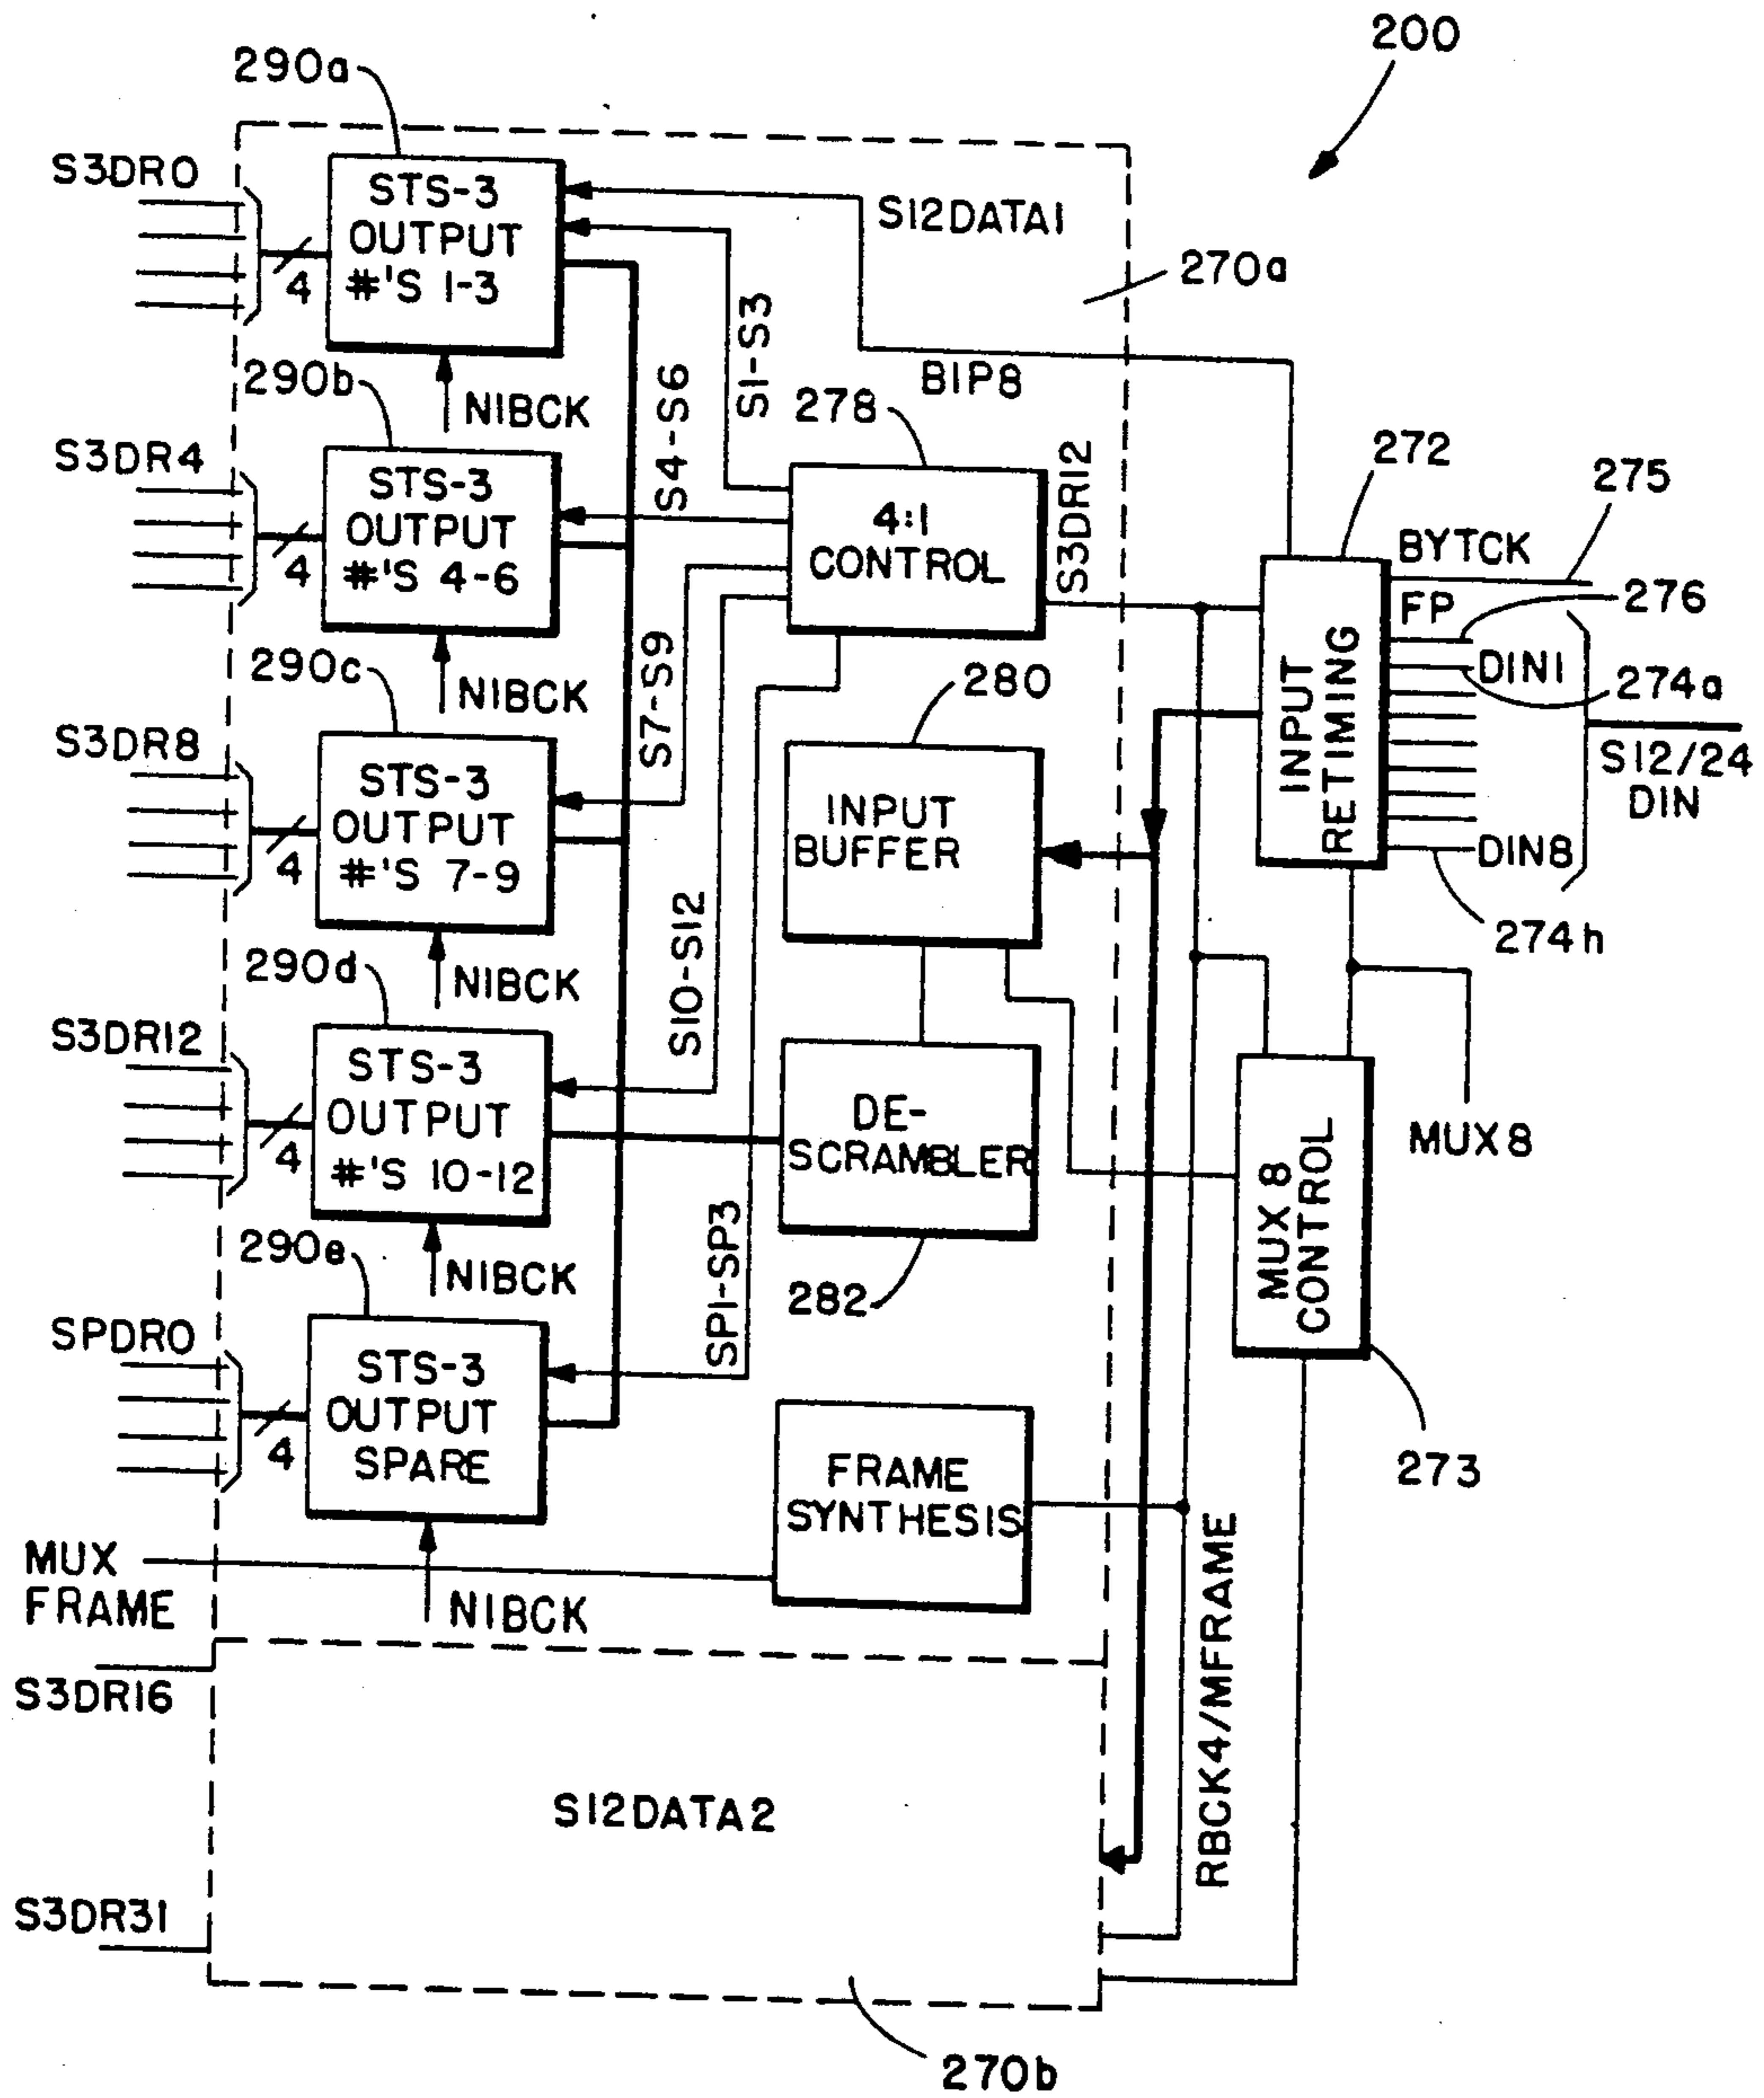 200
290a
S3DR0
STS-3
OUTPUT
#'S 1-3
4
NIBCK
S12DATA1
270a
BIP8
S1-S3
S4-S6
290b
S3DR4
STS-3
OUTPUT
#'S 4-6
4
NIBCK
278
4:1
CONTROL
S3DR12
272
275
BYTCK
FP
276
DIN1
274a
INPUT
RETIMING
S12/24
DIN
DIN8
274h
290c
S3DR8
STS-3
OUTPUT
#'S 7-9
4
NIBCK
S7-S9
280
INPUT
BUFFER
290d
S3DR12
STS-3
OUTPUT
#'S 10-12
4
NIBCK
S10-S12
DE-
SCRAMBLER
282
MUX8
MUX 8
CONTROL
273
290e
SPDR0
STS-3
OUTPUT
SPARE
4
NIBCK
SP1-SP3
FRAME
SYNTHESIS
MUX
FRAME
RBCK4/MFRAME
S3DR16
S12DATA2
S3DR31
270b